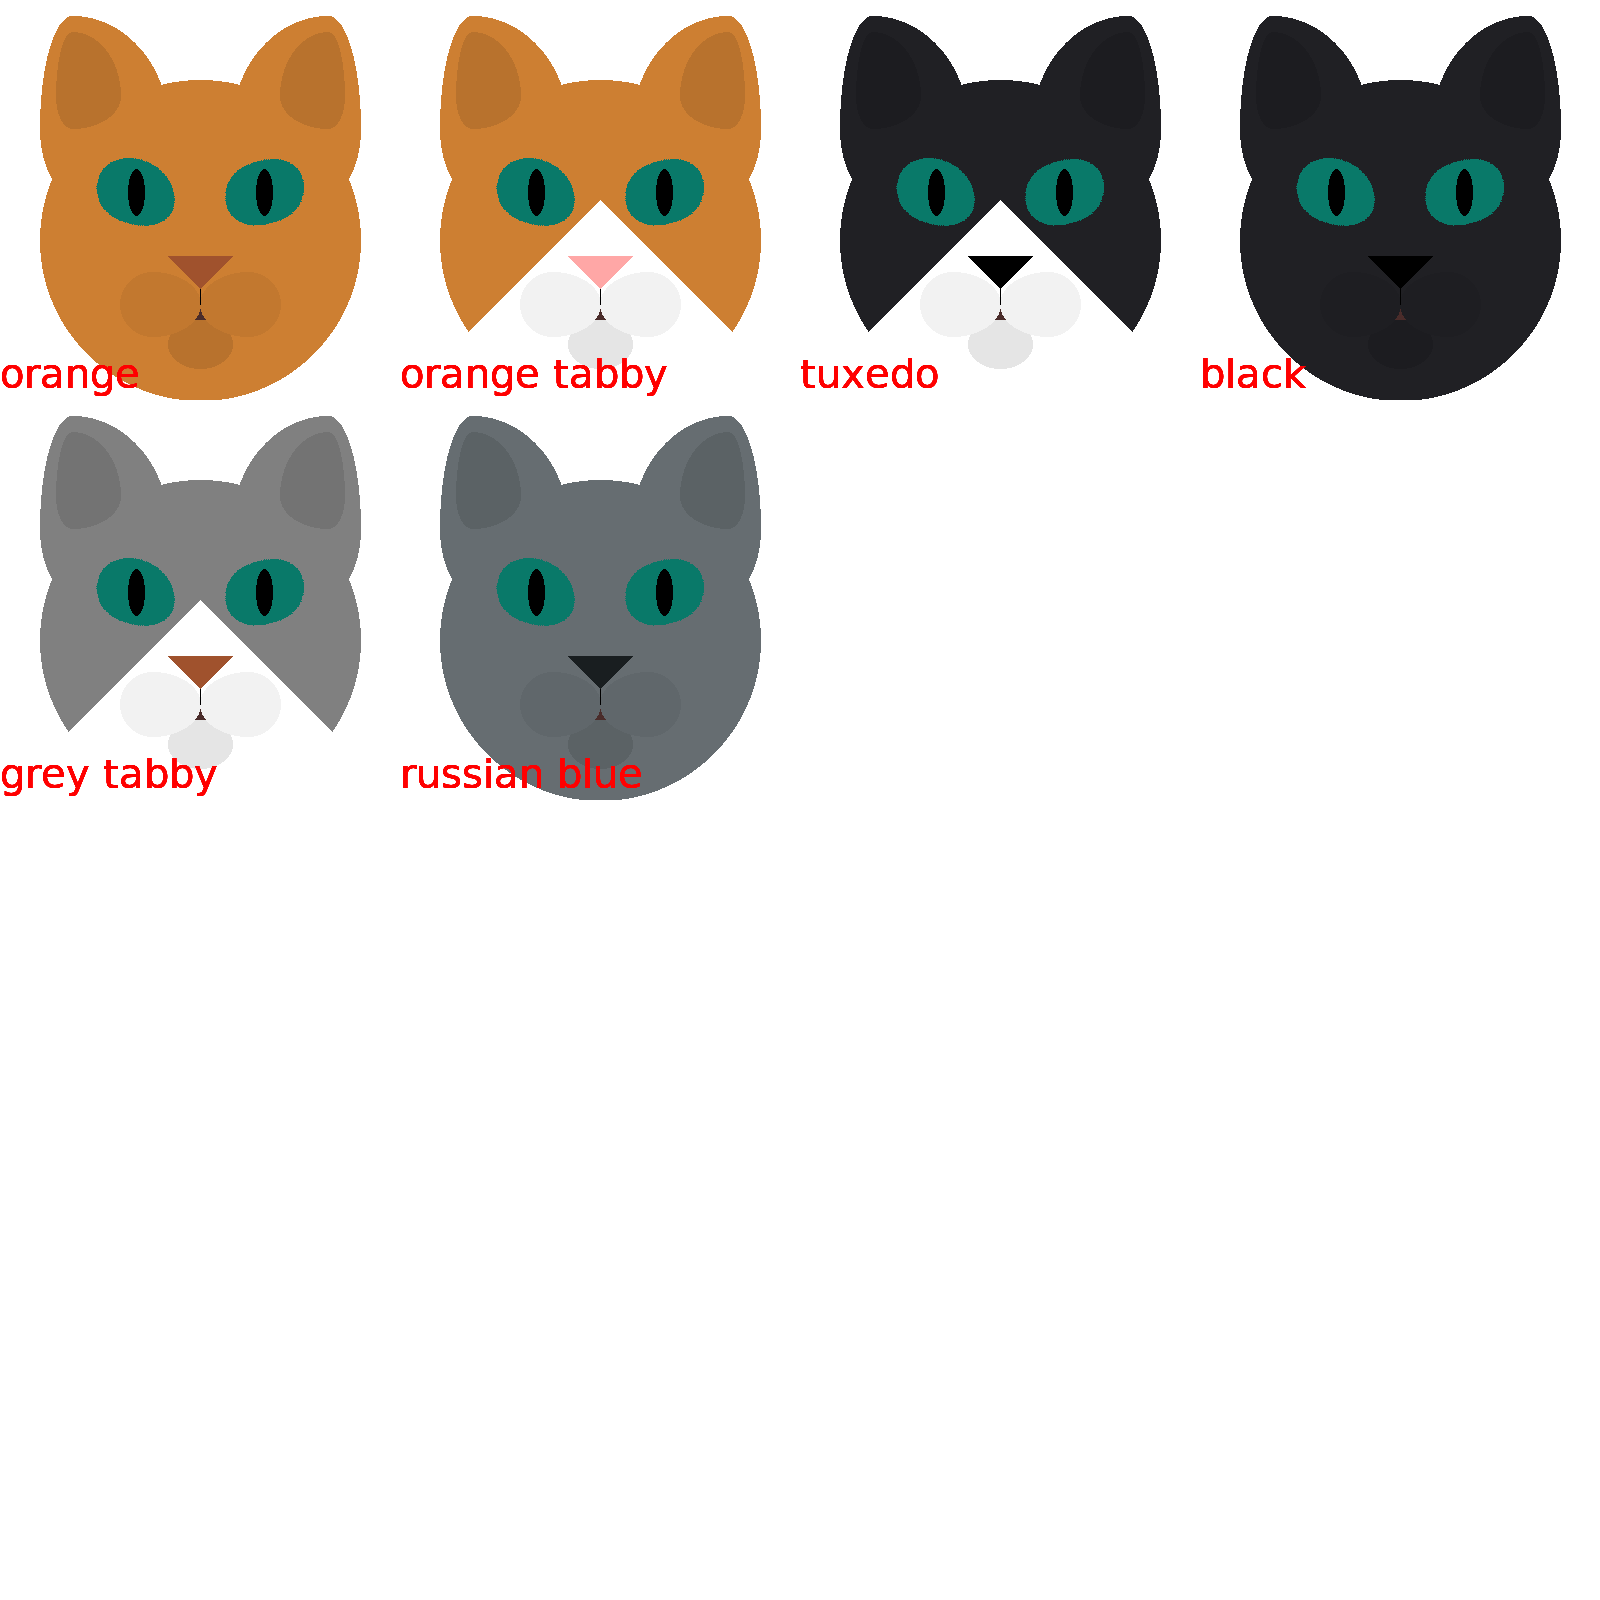 orange
orange tabby
tuxedo
black
grey tabby
russian blue